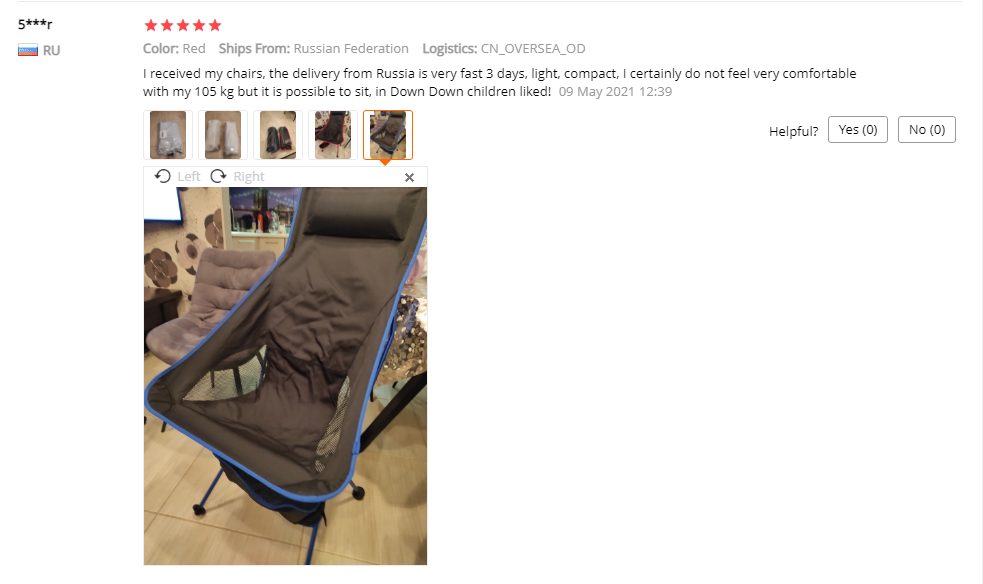 5***r
RU
Color: Red Ships From: Russian Federation Logistics: CN_OVERSEA_OD
I received my chairs, the delivery from Russia is very fast 3 days, light, compact, I certainly do not feel very comfortable
with my 105 kg but it is possible to sit, in Down Down children liked! 09 May 2021 12:39
Helpful? Yes (0) No (0)
Left Right